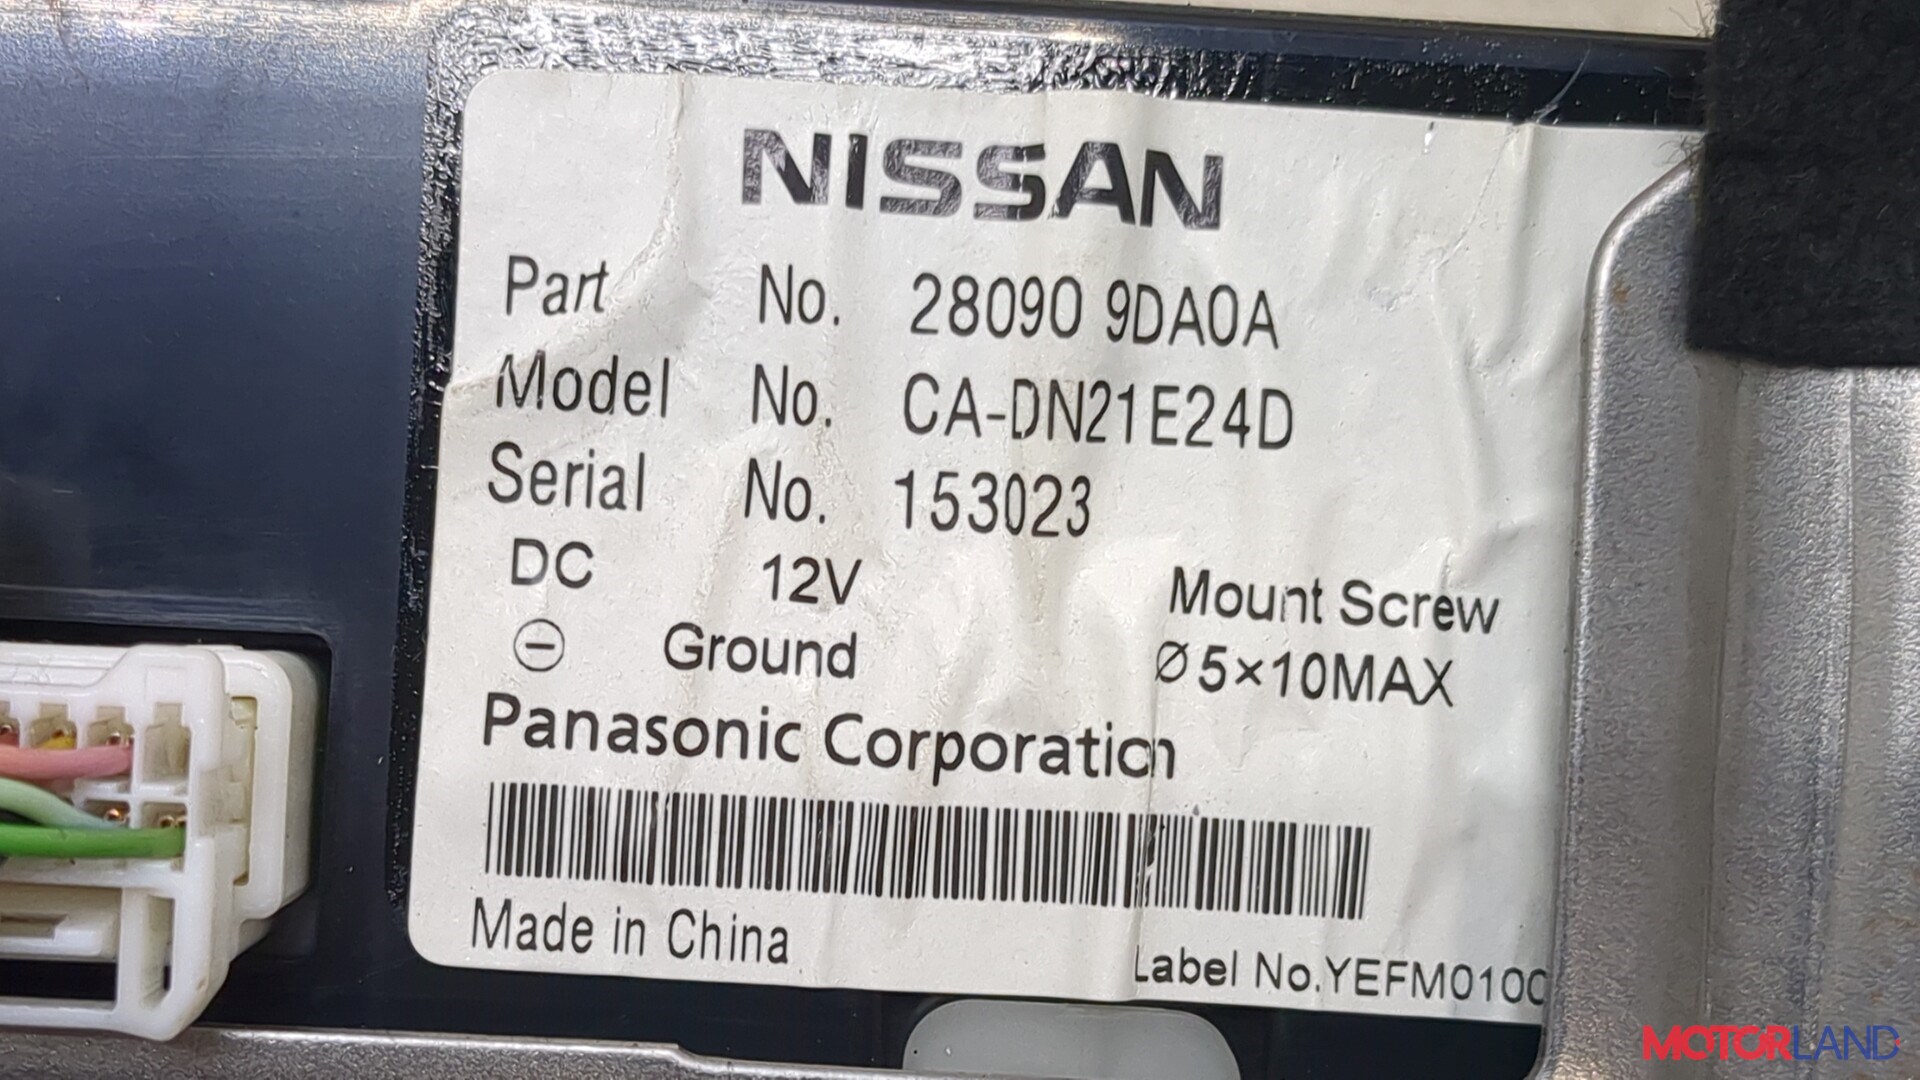 NISSAN
Part No. 28090 9DA0A
Model No. CA-DN21E24D
Serial No. 153023
DC 12V
⊖ Ground
Mount Screw
Ø5×10MAX
Panasonic Corporation
Made in China
Label No.YEFM010C
MOTORLAND